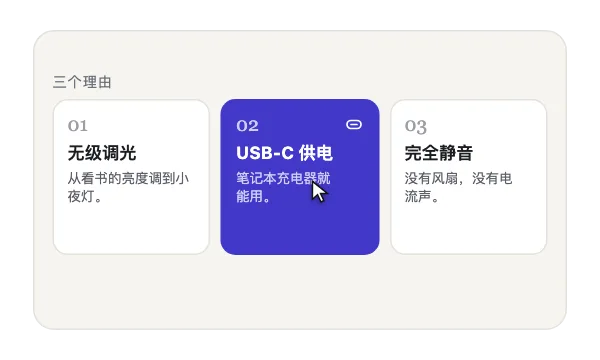 三个理由
01
无级调光
从看书的亮度调到小
夜灯。
02
USB-C 供电
笔记本充电器就
能用。
03
完全静音
没有风扇，没有电
流声。